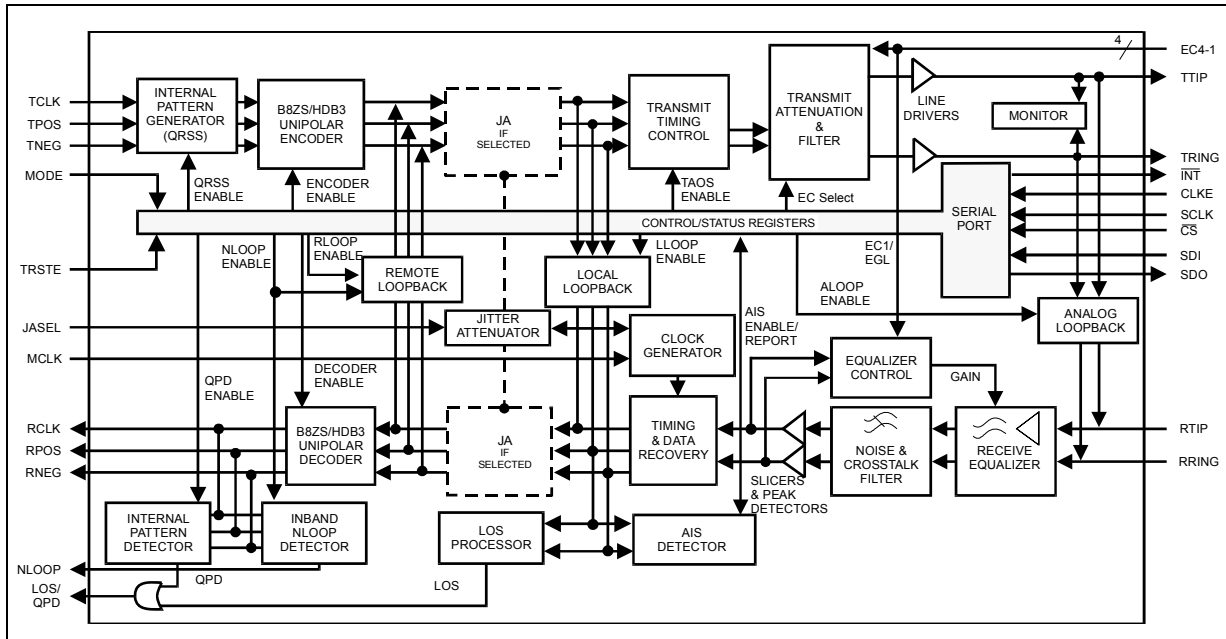 4
EC4-1
TTIP
LINE
DRIVERS
MONITOR
TRING
INT
CLKE
SCLK
CS
SDI
SDO
TCLK
TPOS
TNEG
MODE
TRSTE
JASEL
MCLK
RCLK
RPOS
RNEG
NLOOP
LOS/
QPD
INTERNAL
PATTERN
GENERATOR
(QRSS)
B8ZS/HDB3
UNIPOLAR
ENCODER
JA
IF
SELECTED
TRANSMIT
TIMING
CONTROL
TRANSMIT
ATTENUATION
&
FILTER
QRSS
ENABLE
ENCODER
ENABLE
TAOS
ENABLE
EC Select
CONTROL/STATUS REGISTERS
SERIAL
PORT
NLOOP
ENABLE
RLOOP
ENABLE
REMOTE
LOOPBACK
LLOOP
ENABLE
LOCAL
LOOPBACK
EC1/
EGL
ALOOP ENABLE
ANALOG
LOOPBACK
JITTER
ATTENUATOR
CLOCK
GENERATOR
AIS
ENABLE/
REPORT
EQUALIZER
CONTROL
GAIN
QPD
ENABLE
DECODER
ENABLE
B8ZS/HDB3
UNIPOLAR
DECODER
JA
IF
SELECTED
TIMING
& DATA
RECOVERY
SLICERS
& PEAK
DETECTORS
NOISE &
CROSSTALK
FILTER
RECEIVE
EQUALIZER
RTIP
RRING
INTERNAL
PATTERN
DETECTOR
INBAND
NLOOP
DETECTOR
LOS
PROCESSOR
AIS
DETECTOR
QPD
LOS